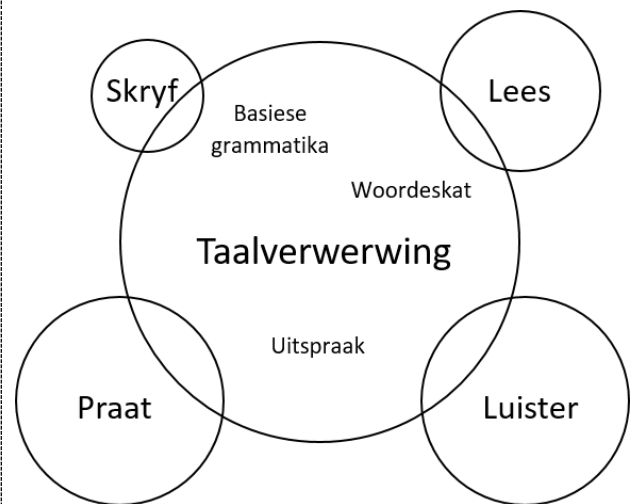 Skryf
Lees
Basiese
grammatika
Woordeskat
Taalverwerwing
Uitspraak
Praat
Luister